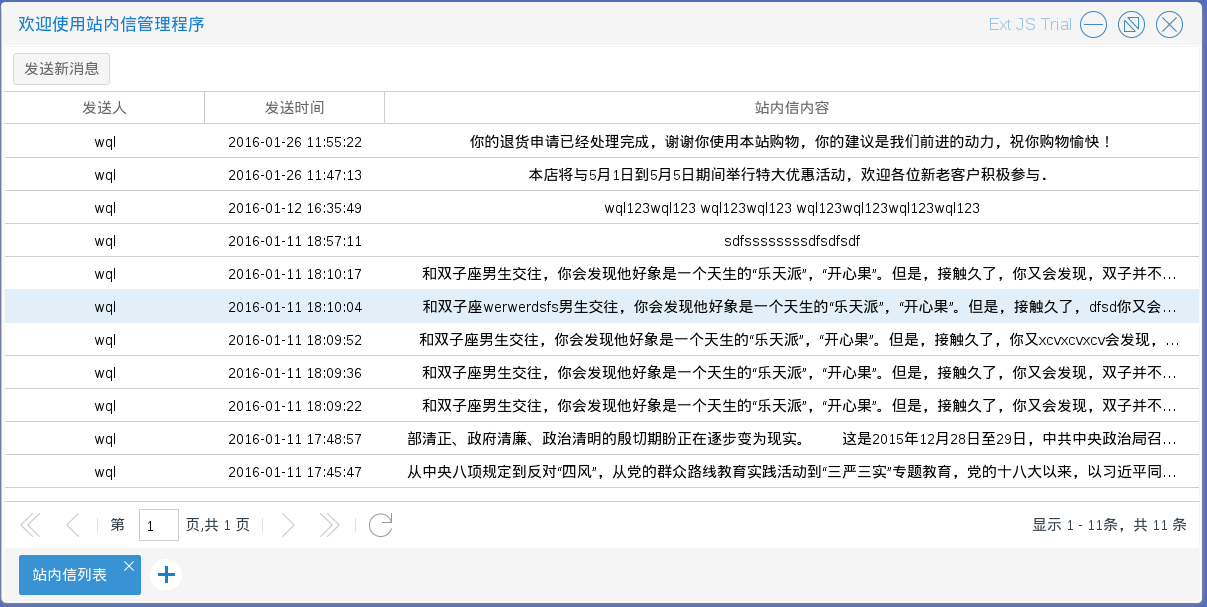 欢迎使用站内信管理程序
Ext JS Trial
发送新消息
发送人 发送时间 站内信内容
wql 2016-01-26 11:55:22 你的退货申请已经处理完成，谢谢你使用本站购物，你的建议是我们前进的动力，祝你购物愉快！
wql 2016-01-26 11:47:13 本店将与5月1日到5月5日期间举行特大优惠活动，欢迎各位新老客户积极参与．
wql 2016-01-12 16:35:49 wql123wql123 wql123wql123 wql123wql123wql123wql123
wql 2016-01-11 18:57:11 sdfssssssssdfsdfsdf
wql 2016-01-11 18:10:17 和双子座男生交往，你会发现他好象是一个天生的“乐天派”，“开心果”。但是，接触久了，你又会发现，双子并不...
wql 2016-01-11 18:10:04 和双子座werwerdsfs男生交往，你会发现他好象是一个天生的“乐天派”，“开心果”。但是，接触久了，dfsd你又会...
wql 2016-01-11 18:09:52 和双子座男生交往，你会发现他好象是一个天生的“乐天派”，“开心果”。但是，接触久了，你又xcvxcvxcv会发现，...
wql 2016-01-11 18:09:36 和双子座男生交往，你会发现他好象是一个天生的“乐天派”，“开心果”。但是，接触久了，你又会发现，双子并不...
wql 2016-01-11 18:09:22 和双子座男生交往，你会发现他好象是一个天生的“乐天派”，“开心果”。但是，接触久了，你又会发现，双子并不...
wql 2016-01-11 17:48:57 部清正、政府清廉、政治清明的殷切期盼正在逐步变为现实。 这是2015年12月28日至29日，中共中央政治局召...
wql 2016-01-11 17:45:47 从中央八项规定到反对“四风”，从党的群众路线教育实践活动到“三严三实”专题教育，党的十八大以来，以习近平同...
第 1 页,共 1 页 显示 1 - 11条，共 11 条
站内信列表